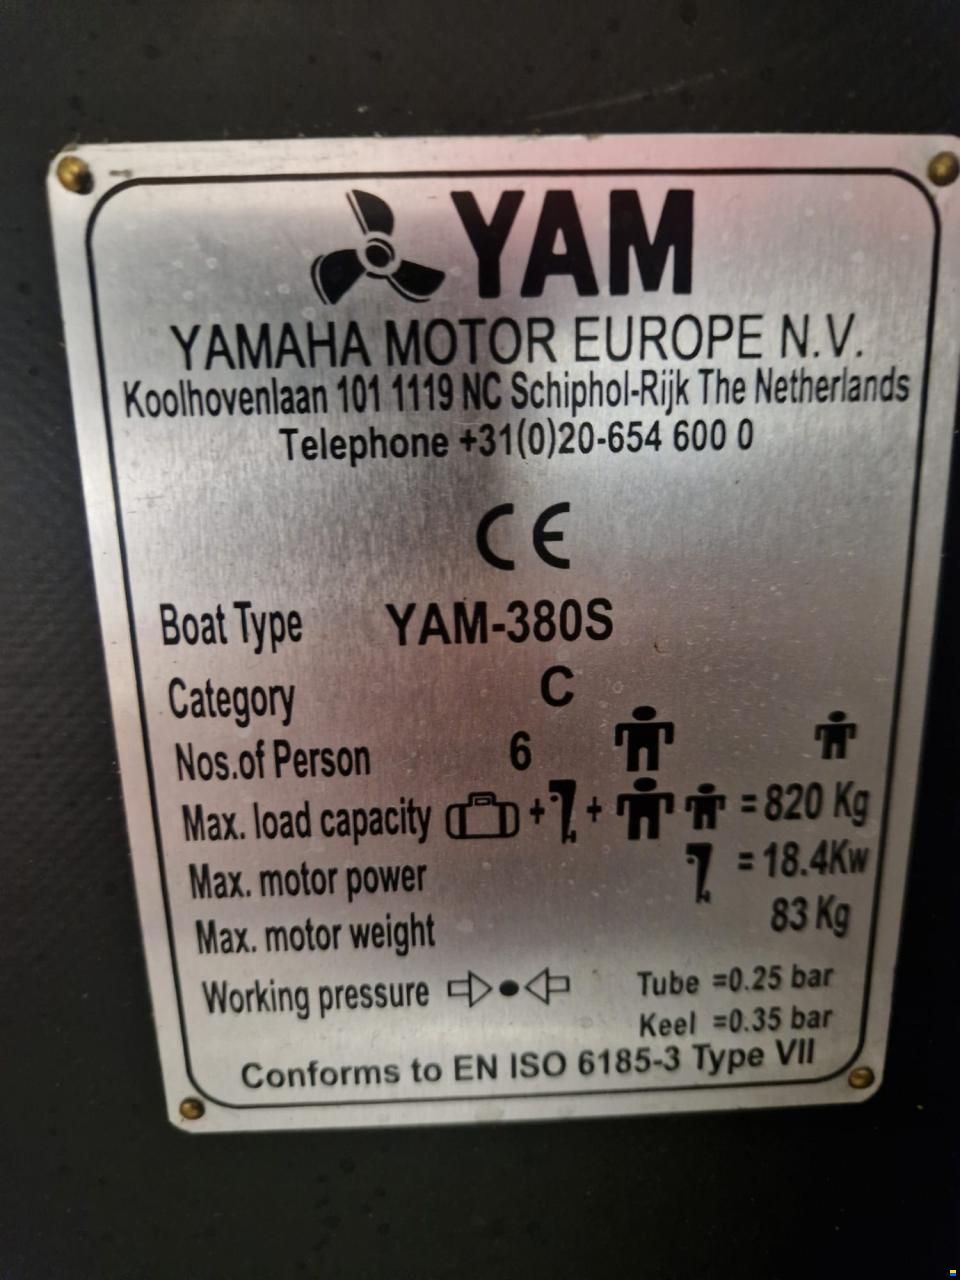 YAM
YAMAHA MOTOR EUROPE N.V.
Koolhovenlaan 101 1119 NC Schiphol-Rijk The Netherlands
Telephone +31(0)20-654 600 0
CE
Boat Type YAM-380S
Category C
Nos.of Person 6
Max. load capacity + + = 820 Kg
Max. motor power = 18.4Kw
Max. motor weight 83 Kg
Working pressure Tube =0.25 bar
Keel =0.35 bar
Conforms to EN ISO 6185-3 Type VII